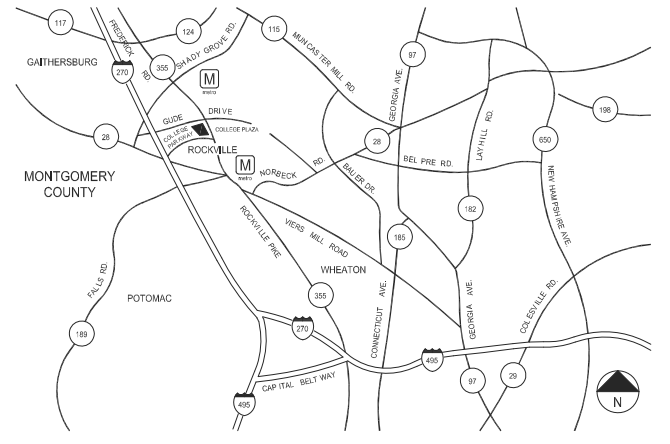 117
124
115
97
GAITHERSBURG
FREDERICK RD.
355
SHADY GROVE RD.
MUNCASTER MILL RD.
270
M
metro
GEORGIA AVE.
198
GUDE DRIVE
COLLEGE PARKWAY
COLLEGE PLAZA
28
28
650
LAYHILL RD.
ROCKVILLE
M
metro
NORBECK RD.
BAUER DR.
BEL PRE RD.
MONTGOMERY
COUNTY
NEW HAMPSHIRE AVE.
182
ROCKVILLE PIKE
VIERS MILL ROAD
185
FALLS RD.
WHEATON
POTOMAC
355
CONNECTICUT AVE.
GEORGIA AVE.
COLESVILLE RD.
189
270
495
CAPITAL BELT WAY
97
29
495
N